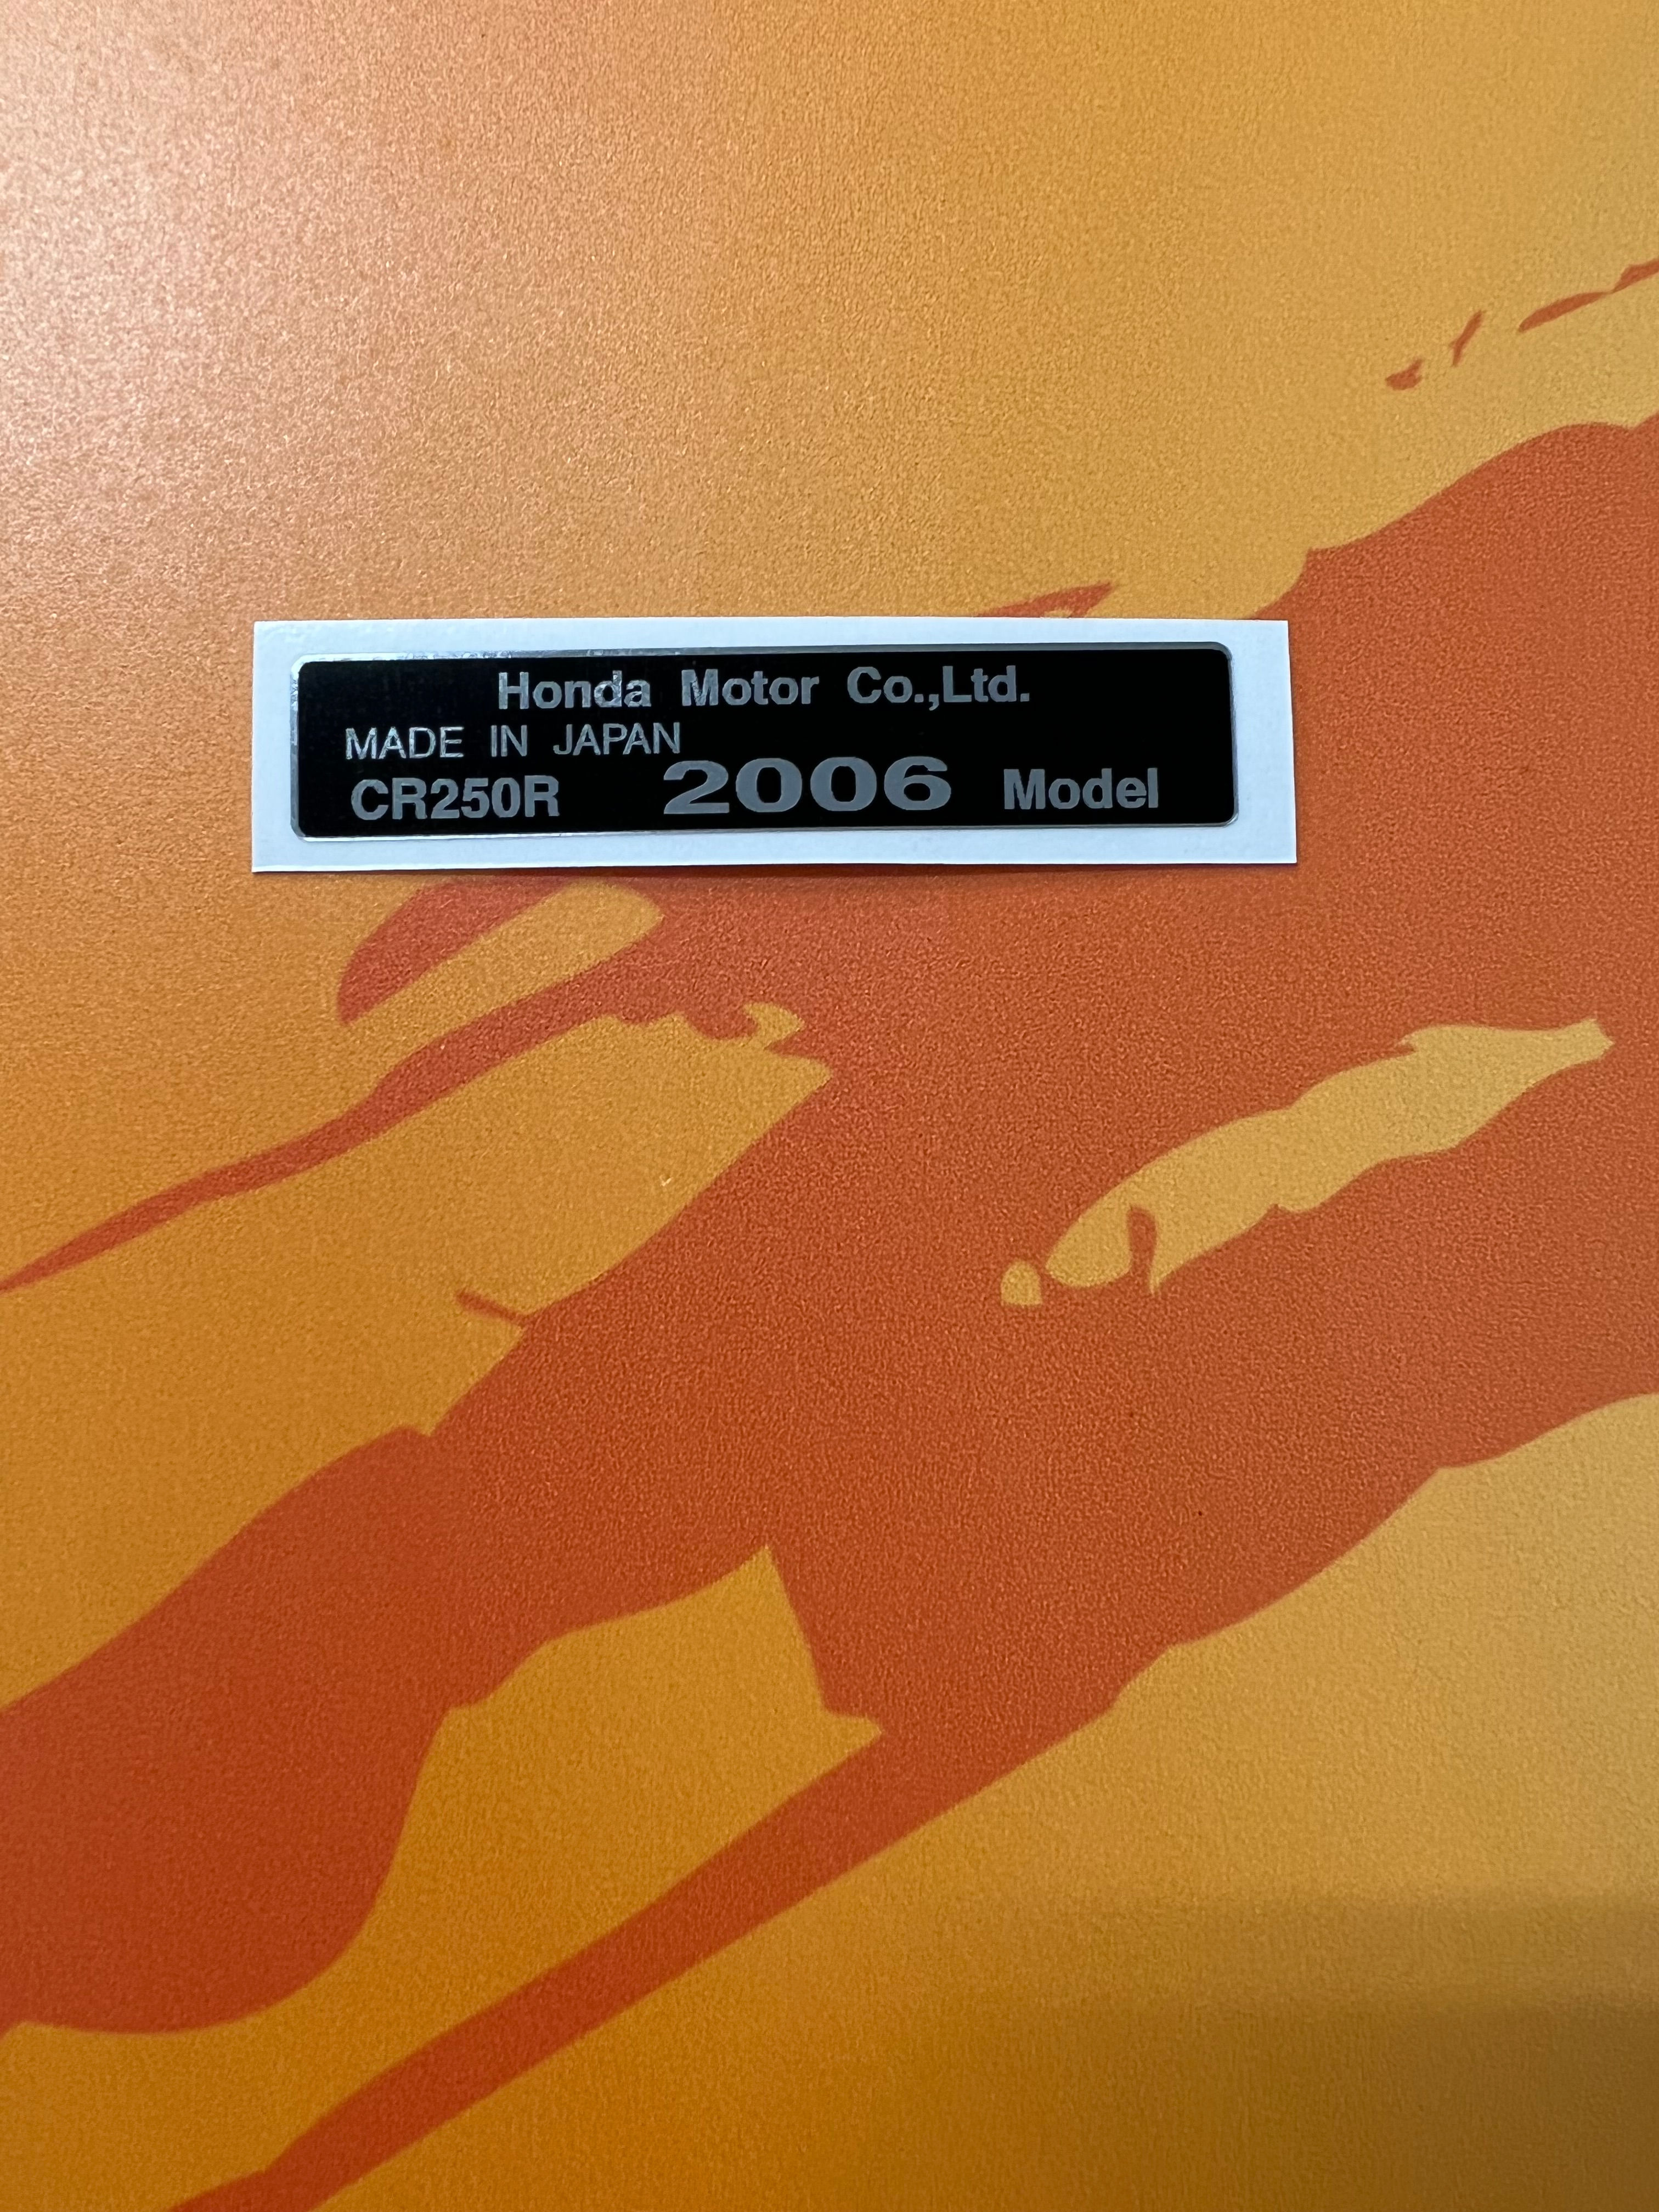 Honda Motor Co.,Ltd.
MADE IN JAPAN
CR250R 2006 Model